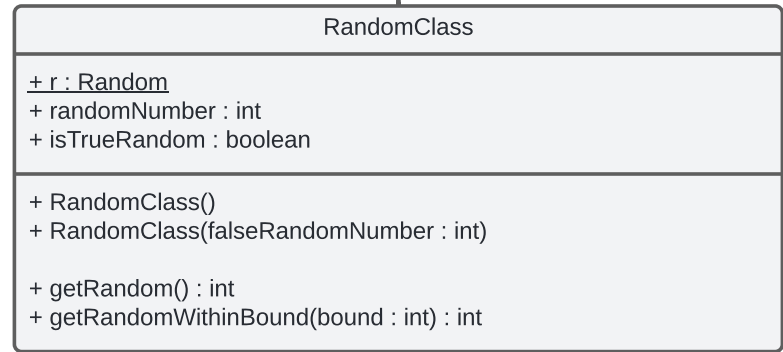 RandomClass
+ r : Random
+ randomNumber : int
+ isTrueRandom : boolean
+ RandomClass()
+ RandomClass(falseRandomNumber : int)
+ getRandom() : int
+ getRandomWithinBound(bound : int) : int